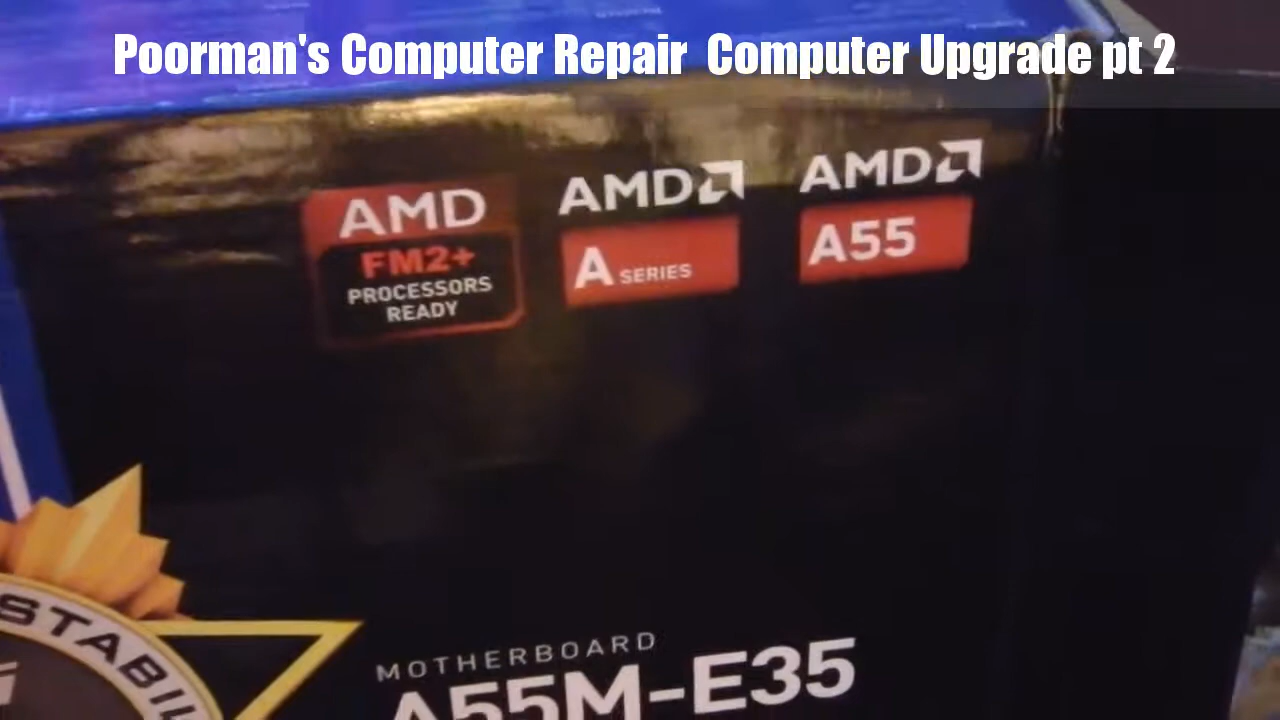 Poorman's Computer Repair  Computer Upgrade pt 2
AMD
FM2+
PROCESSORS
READY
AMD
A SERIES
AMD
A55
MOTHERBOARD
A55M-E35